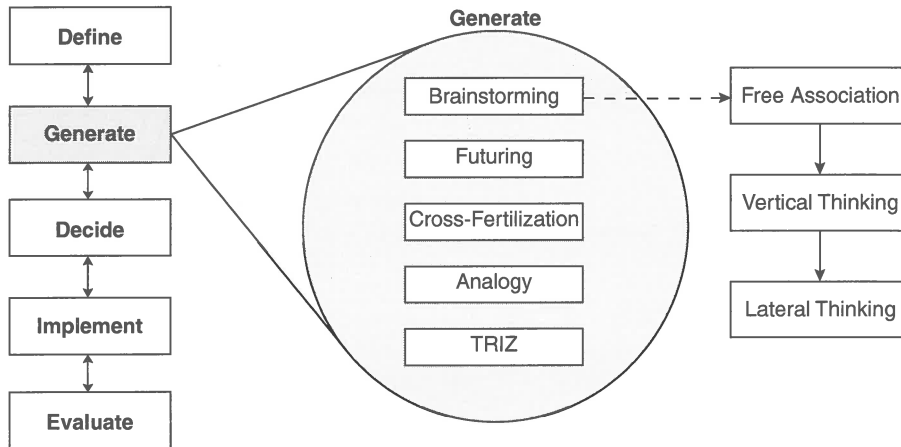 Define
Generate
Decide
Implement
Evaluate
Generate
Brainstorming
Futuring
Cross-Fertilization
Analogy
TRIZ
Free Association
Vertical Thinking
Lateral Thinking